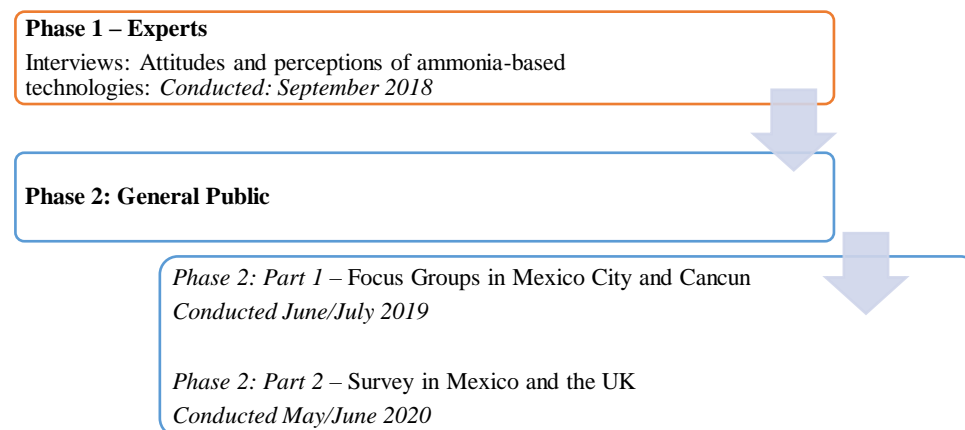 Phase 1 – Experts
Interviews: Attitudes and perceptions of ammonia-based
technologies: Conducted: September 2018
Phase 2: General Public
Phase 2: Part 1 – Focus Groups in Mexico City and Cancun
Conducted June/July 2019
Phase 2: Part 2 – Survey in Mexico and the UK
Conducted May/June 2020